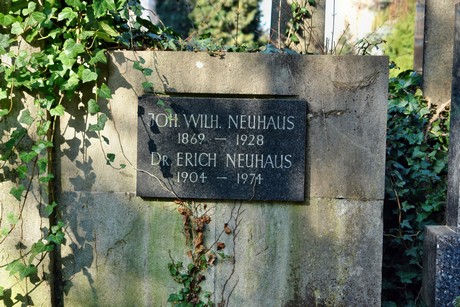 JOH. WILH. NEUHAUS
1869 – 1928
DR. ERICH NEUHAUS
1904 – 1974